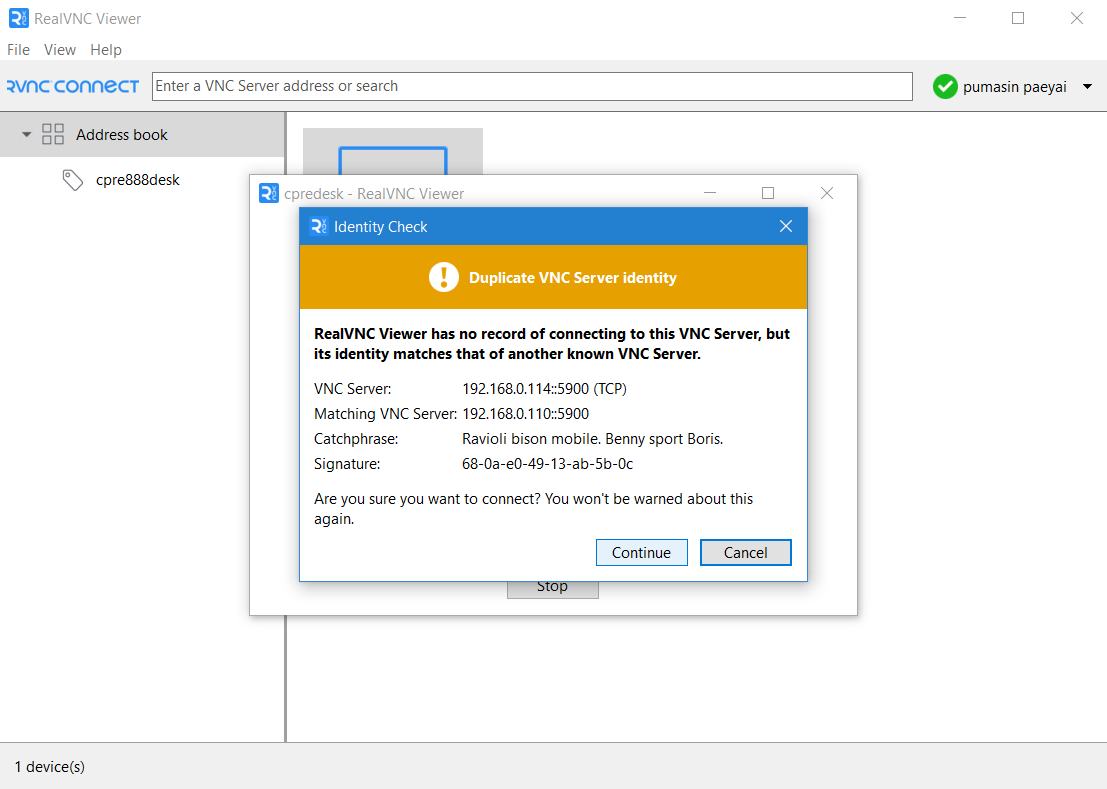 RealVNC Viewer
File View Help
RVNC CONNECT
Enter a VNC Server address or search
pumasin paeyai
Address book
cpre888desk
cpredesk - RealVNC Viewer
Identity Check
Duplicate VNC Server identity
RealVNC Viewer has no record of connecting to this VNC Server, but
its identity matches that of another known VNC Server.
VNC Server: 192.168.0.114::5900 (TCP)
Matching VNC Server: 192.168.0.110::5900
Catchphrase: Ravioli bison mobile. Benny sport Boris.
Signature: 68-0a-e0-49-13-ab-5b-0c
Are you sure you want to connect? You won't be warned about this
again.
Continue Cancel
Stop
1 device(s)